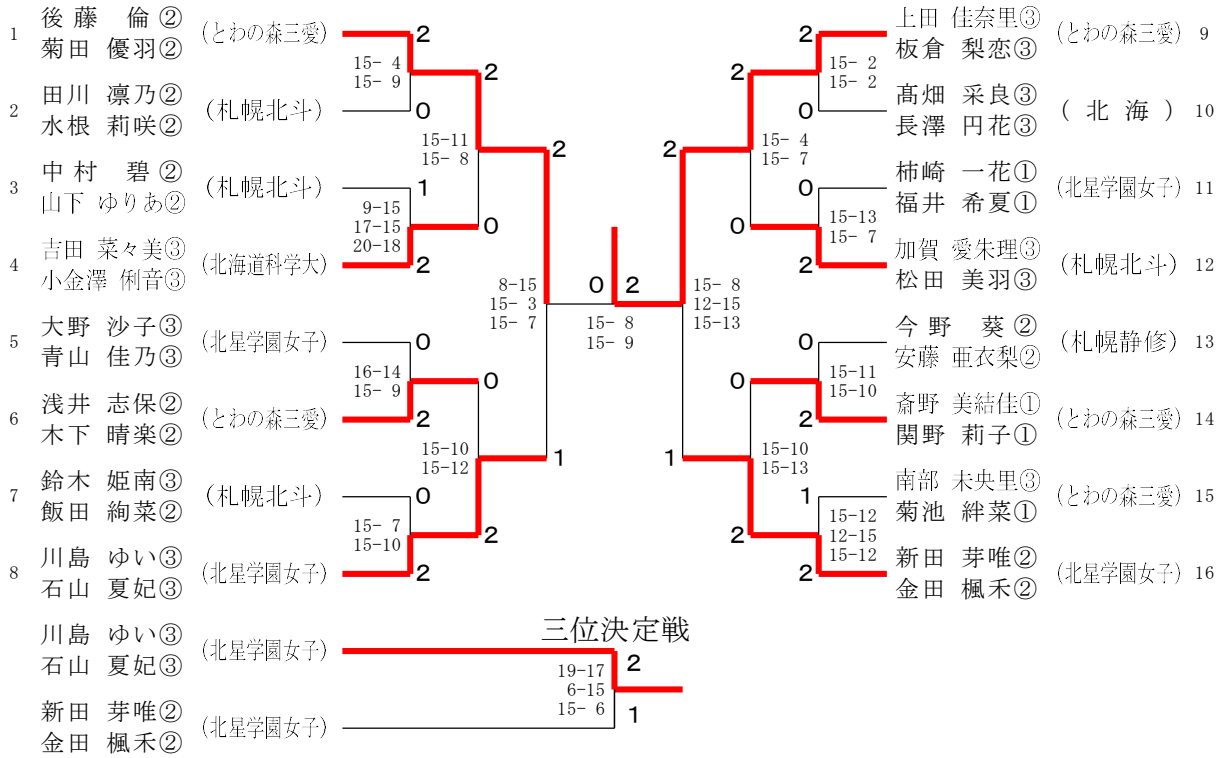 1 後藤 倫② (とわの森三愛) 2
菊田 優羽②
15- 4
15- 9
2
2 田川 凛乃② (札幌北斗) 0
水根 莉咲②
15-11
15- 8
2
3 中村 碧② (札幌北斗) 1
山下 ゆりあ②
9-15
17-15
20-18
0
4 吉田 菜々美③ (北海道科学大) 2
小金澤 俐音③
8-15
15- 3
15- 7
5 大野 沙子③ (北星学園女子) 0
青山 佳乃③
16-14
15- 9
0
6 浅井 志保② (とわの森三愛) 2
木下 晴楽②
15-10
15-12
1
7 鈴木 姫南③ (札幌北斗) 0
飯田 絢菜②
15- 7
15-10
2
8 川島 ゆい③ (北星学園女子) 2
石山 夏妃③
0 2
15- 8
15- 9
2 上田 佳奈里③ (とわの森三愛) 9
板倉 梨恋③
15- 2
15- 2
2
0 髙畑 采良③ (北海) 10
長澤 円花③
15- 4
15- 7
2
0 柿崎 一花① (北星学園女子) 11
福井 希夏①
15-13
15- 7
0
2 加賀 愛朱理③ (札幌北斗) 12
松田 美羽③
15- 8
12-15
15-13
0 今野 葵② (札幌静修) 13
安藤 亜衣梨②
15-11
15-10
0
2 斎野 美結佳① (とわの森三愛) 14
関野 莉子①
15-10
15-13
1
1 南部 未央里③ (とわの森三愛) 15
菊池 絆菜①
15-12
12-15
15-12
2
2 新田 芽唯② (北星学園女子) 16
金田 楓禾②
三位決定戦
川島 ゆい③ (北星学園女子) 2
石山 夏妃③
19-17
6-15
15- 6
新田 芽唯② (北星学園女子) 1
金田 楓禾②